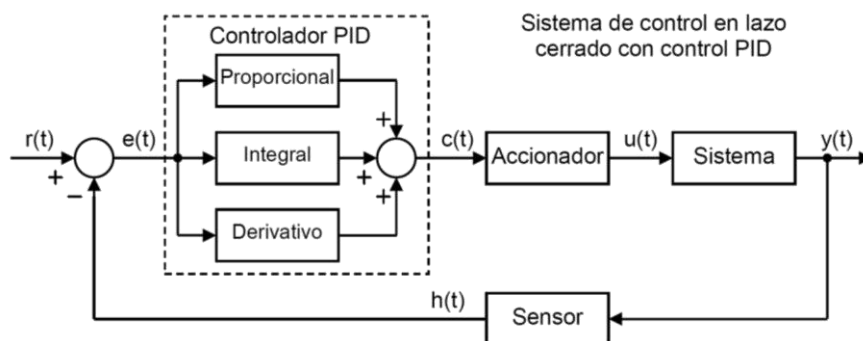 Sistema de control en lazo
cerrado con control PID
Controlador PID
Proporcional
+
r(t)
e(t)
Integral
c(t)
Accionador
u(t)
Sistema
y(t)
+
−
+
+
Derivativo
h(t)
Sensor